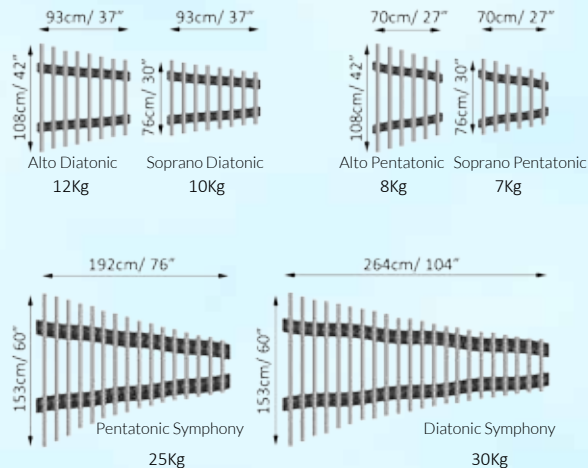 93cm/ 37”
93cm/ 37”
70cm/ 27”
70cm/ 27”
108cm/ 42”
76cm/ 30”
108cm/ 42”
76cm/ 30”
Alto Diatonic
Soprano Diatonic
Alto Pentatonic
Soprano Pentatonic
12Kg
10Kg
8Kg
7Kg
192cm/ 76”
264cm/ 104”
153cm/ 60”
153cm/ 60”
Pentatonic Symphony
Diatonic Symphony
25Kg
30Kg